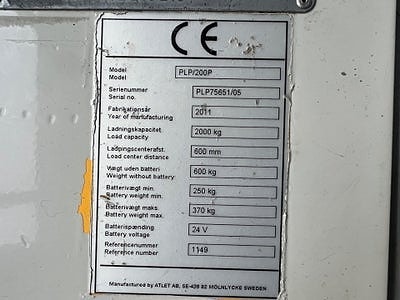 CE
Model
Model
PLP/200P
Serienummer
Serial no.
PLP75651/05
Fabrikationsår
Year of manufacturing
2011
Ladningskapacitet
Load capacity
2000 kg
Ladningscenterafst.
Load center distance
600 mm
Vægt uden batteri
Weight without battery
600 kg
Batterivægt min.
Battery weight min.
250 kg
Batterivægt maks.
Battery weight max.
370 kg
Batterispænding
Battery voltage
24 V
Referencenummer
Reference number
1149
Manufactured by ATLET AB, SE-428 82 MÖLNLYCKE SWEDEN